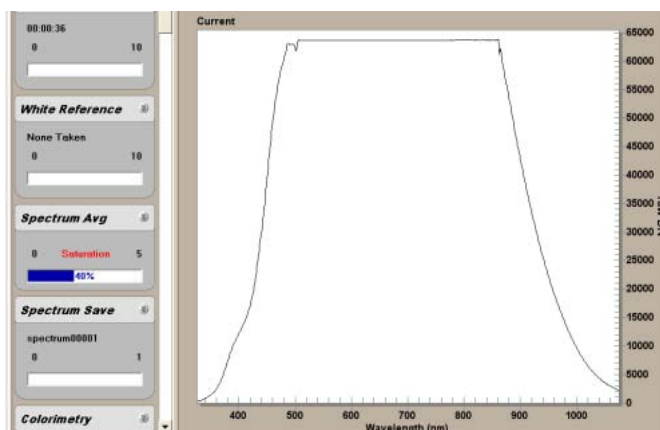 00:00:36
0 10
White Reference
None Taken
0 10
Spectrum Avg
0 Saturation 5
40%
Spectrum Save
spectrum00001
0 1
Colorimetry
Current
65000
60000
55000
50000
45000
40000
35000
30000
25000
20000
15000
10000
5000
0
400 500 600 700 800 900 1000
Wavelength (nm)